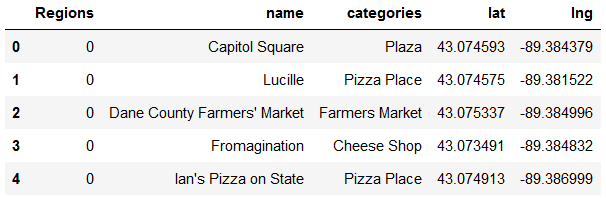 Regions name categories lat lng
0 0 Capitol Square Plaza 43.074593 -89.384379
1 0 Lucille Pizza Place 43.074575 -89.381522
2 0 Dane County Farmers' Market Farmers Market 43.075337 -89.384996
3 0 Fromagination Cheese Shop 43.073491 -89.384832
4 0 Ian's Pizza on State Pizza Place 43.074913 -89.386999